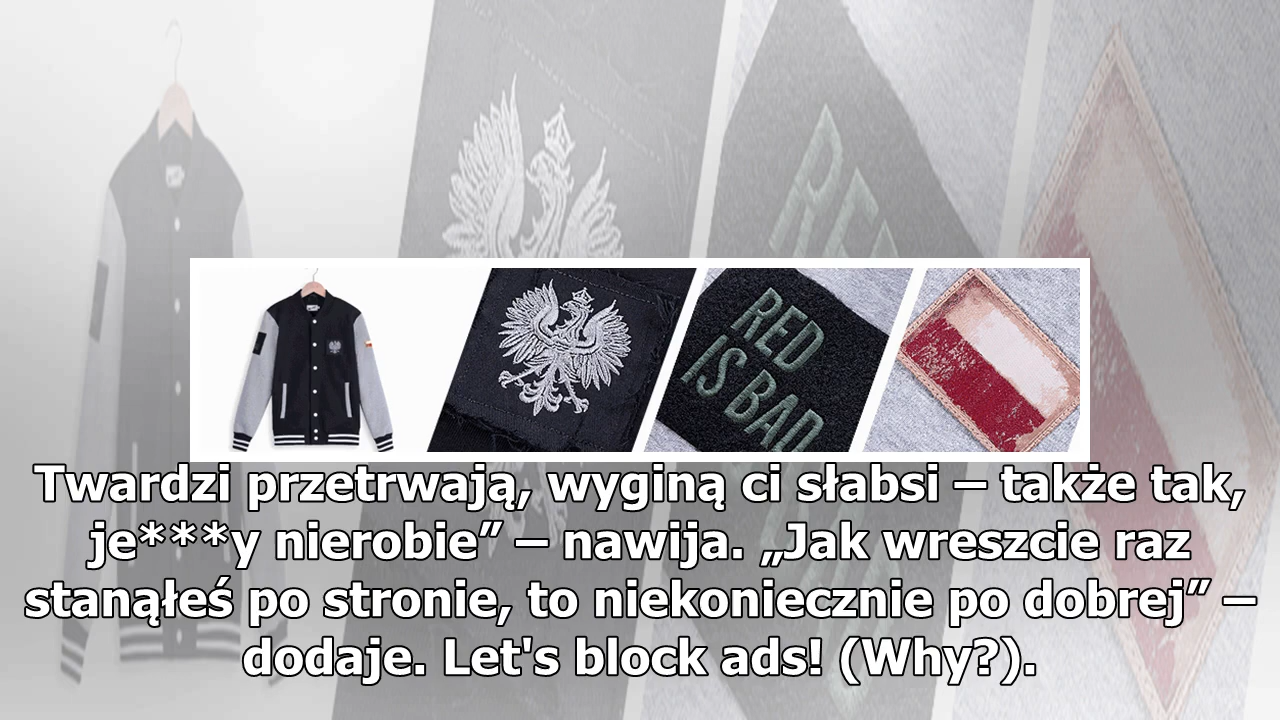 RED
IS BAD
Twardzi przetrwają, wyginą ci słabsi – także tak,
je***y nierobie” – nawija. „Jak wreszcie raz
stanąłeś po stronie, to niekoniecznie po dobrej” –
dodaje. Let's block ads! (Why?).